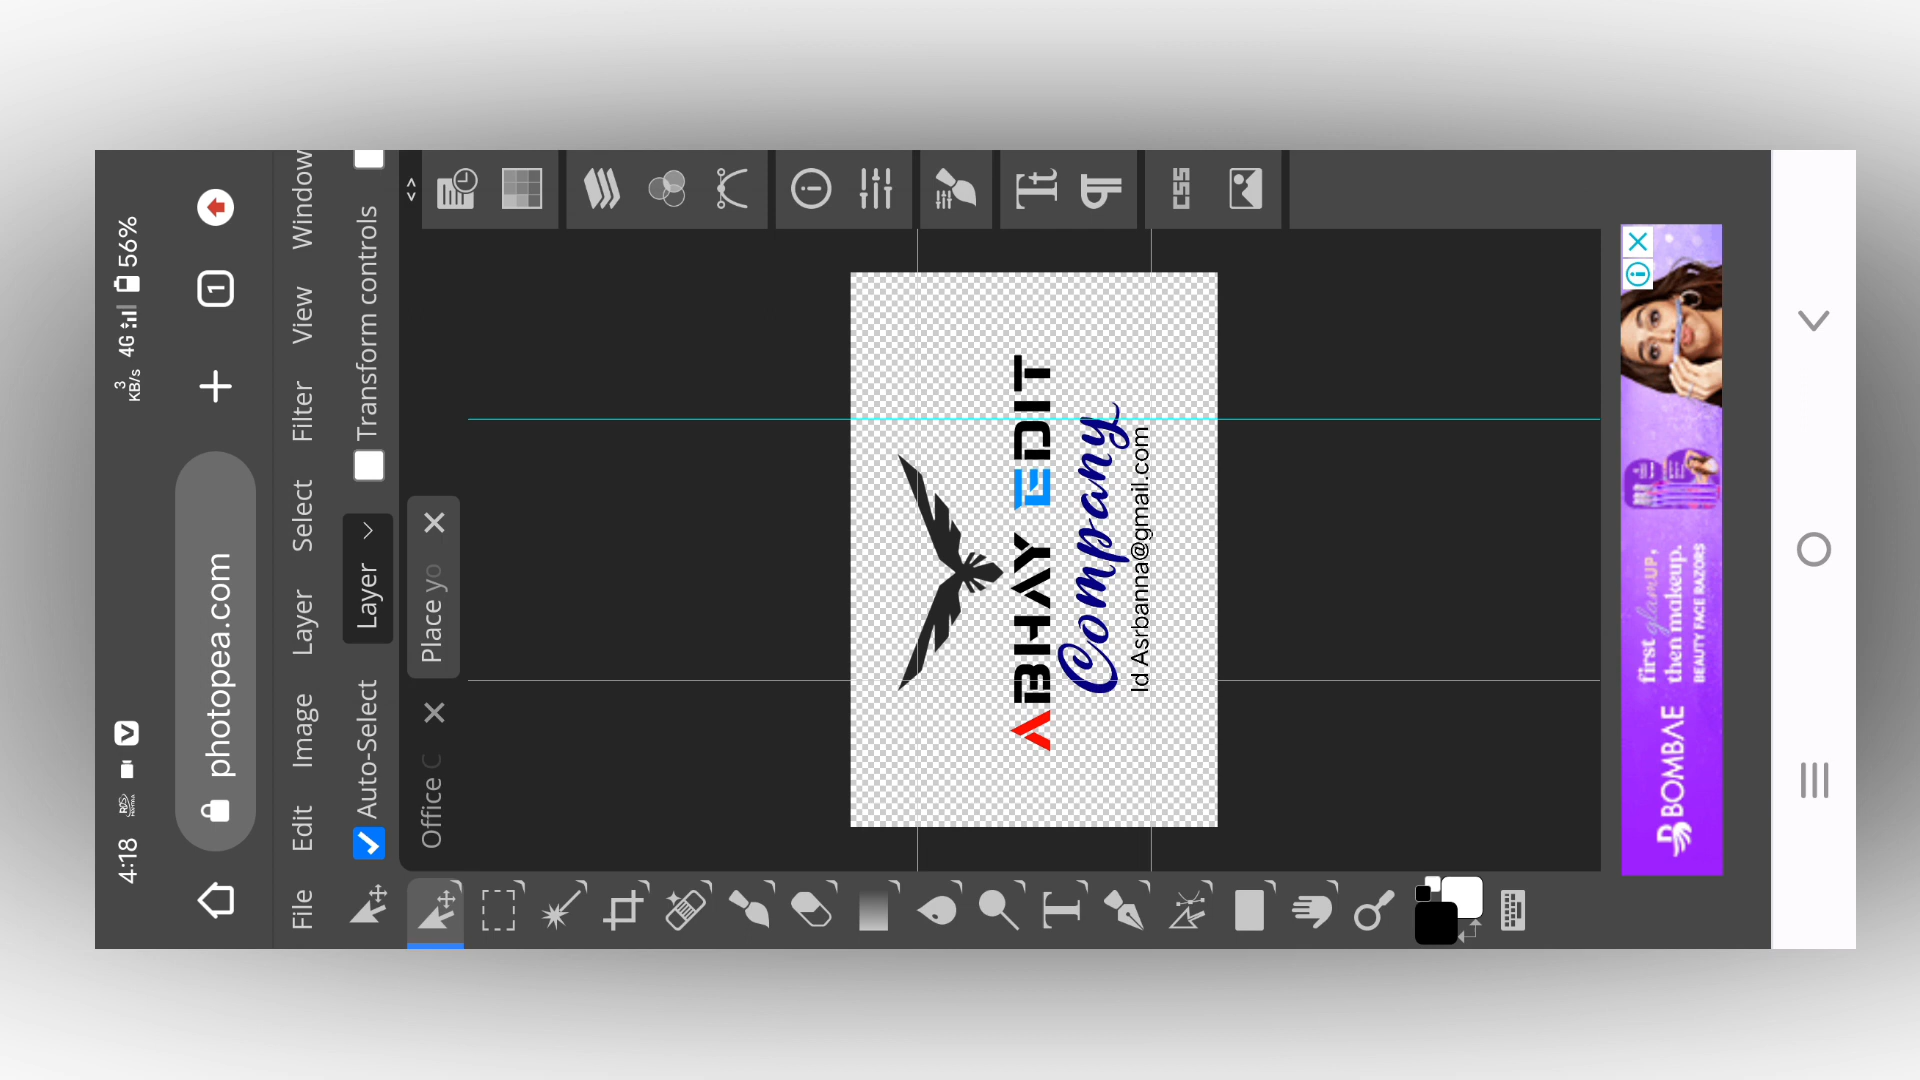 4:18
3
KB/s
4G
56%
photopea.com
1
File Edit Image Layer Select Filter View Window
Auto-Select
Layer
Transform controls
Office C
Place yo
< >
CSS
ABHAY EDIT
Company
Id Asrbanna@gmail.com
BOMBAE
first glamUP,
then makeup.
BEAUTY FACE RAZORS